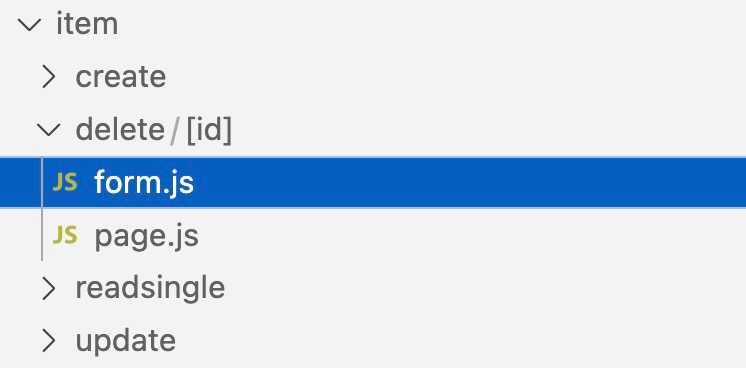 item
create
delete/[id]
JS form.js
JS page.js
readsingle
update